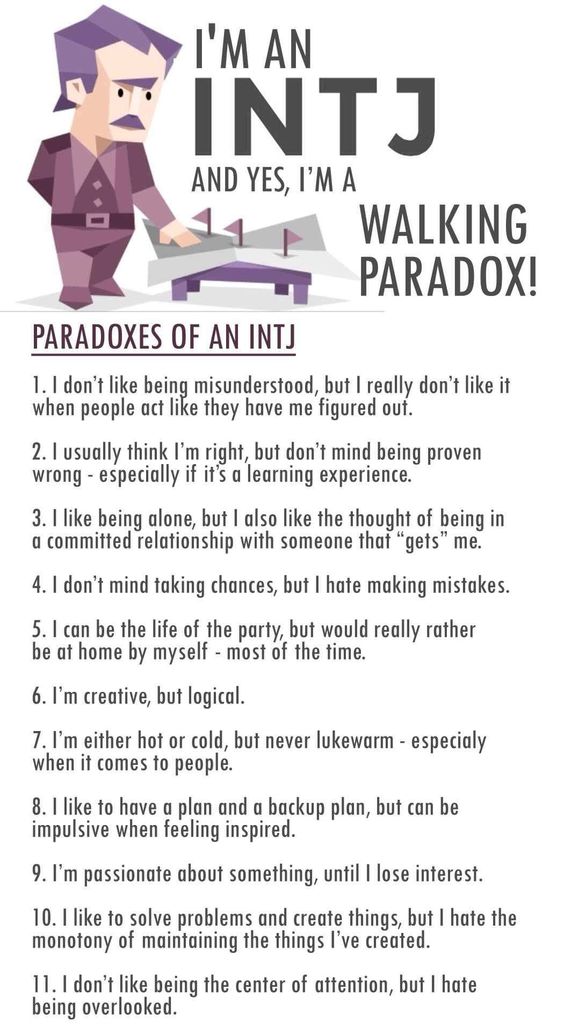 I'M AN
INTJ
AND YES, I'M A
WALKING
PARADOX!
PARADOXES OF AN INTJ
1. I don't like being misunderstood, but I really don't like it
when people act like they have me figured out.
2. I usually think I'm right, but don't mind being proven
wrong - especially if it's a learning experience.
3. I like being alone, but I also like the thought of being in
a committed relationship with someone that “gets” me.
4. I don't mind taking chances, but I hate making mistakes.
5. I can be the life of the party, but would really rather
be at home by myself - most of the time.
6. I'm creative, but logical.
7. I'm either hot or cold, but never lukewarm - especialy
when it comes to people.
8. I like to have a plan and a backup plan, but can be
impulsive when feeling inspired.
9. I'm passionate about something, until I lose interest.
10. I like to solve problems and create things, but I hate the
monotony of maintaining the things I've created.
11. I don't like being the center of attention, but I hate
being overlooked.